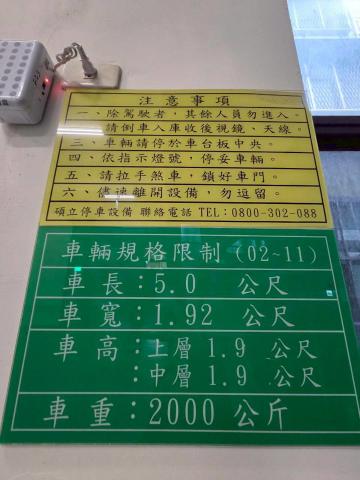 注意事項
一、除駕駛者，其餘人員勿進入。
二、請倒車入庫收後視鏡、天線。
三、車輛請停於車台板中央。
四、依指示燈號，停妥車輛。
五、請拉手煞車，鎖好車門。
六、儘速離開設備，勿逗留。
碩立停車設備 聯絡電話 TEL：0800-302-088
車輛規格限制（02~11）
車長：5.0 公尺
車寬：1.92 公尺
車高：上層1.9 公尺
：中層1.9 公尺
車重：2000 公斤